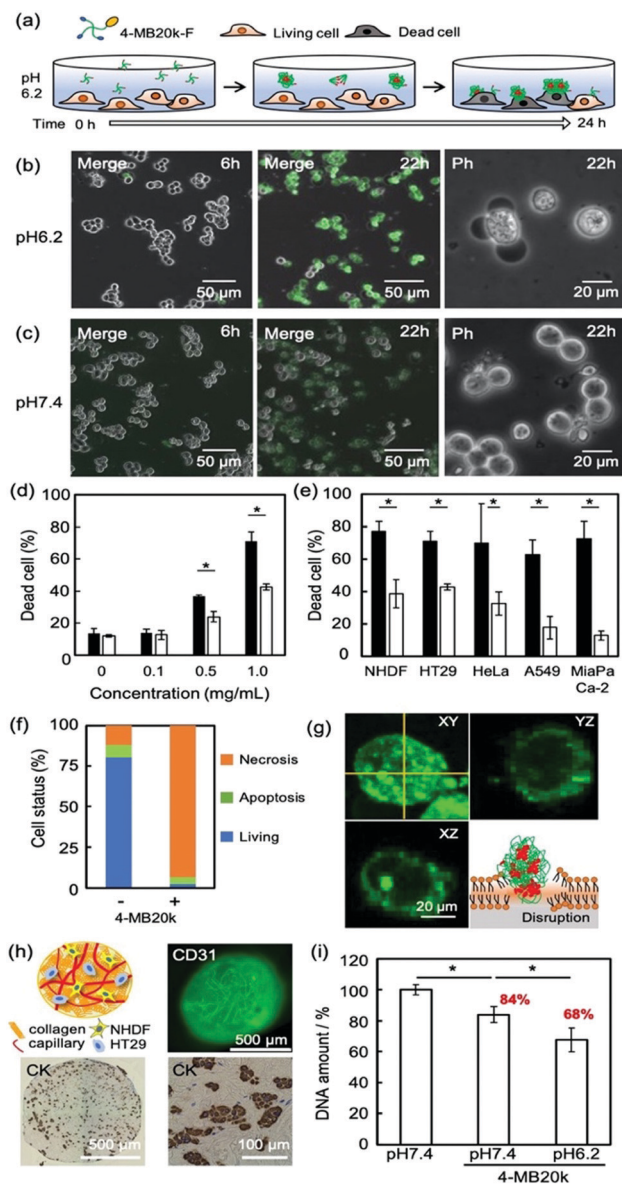 (a)
4-MB20k-F
Living cell
Dead cell
pH
6.2
Time
0 h
24 h
(b)
Merge 6h
Merge 22h
Ph 22h
pH6.2
50 µm
50 µm
20 µm
(c)
Merge 6h
Merge 22h
Ph 22h
pH7.4
50 µm
50 µm
20 µm
(d)
Dead cell (%)
80
60
40
20
0
*
*
0 0.1 0.5 1.0
Concentration (mg/mL)
(e)
Dead cell (%)
80
60
40
20
0
* * * * *
NHDF HT29 HeLa A549 MiaPa
Ca-2
(f)
Cell status (%)
100
75
50
25
0
Necrosis
Apoptosis
Living
- +
4-MB20k
(g)
XY
YZ
XZ
20 µm
Disruption
(h)
collagen NHDF
capillary HT29
CD31
500 µm
CK
500 µm
CK
100 µm
(i)
DNA amount / %
120
100
80
60
40
20
0
* *
84%
68%
pH7.4 pH7.4 pH6.2
4-MB20k